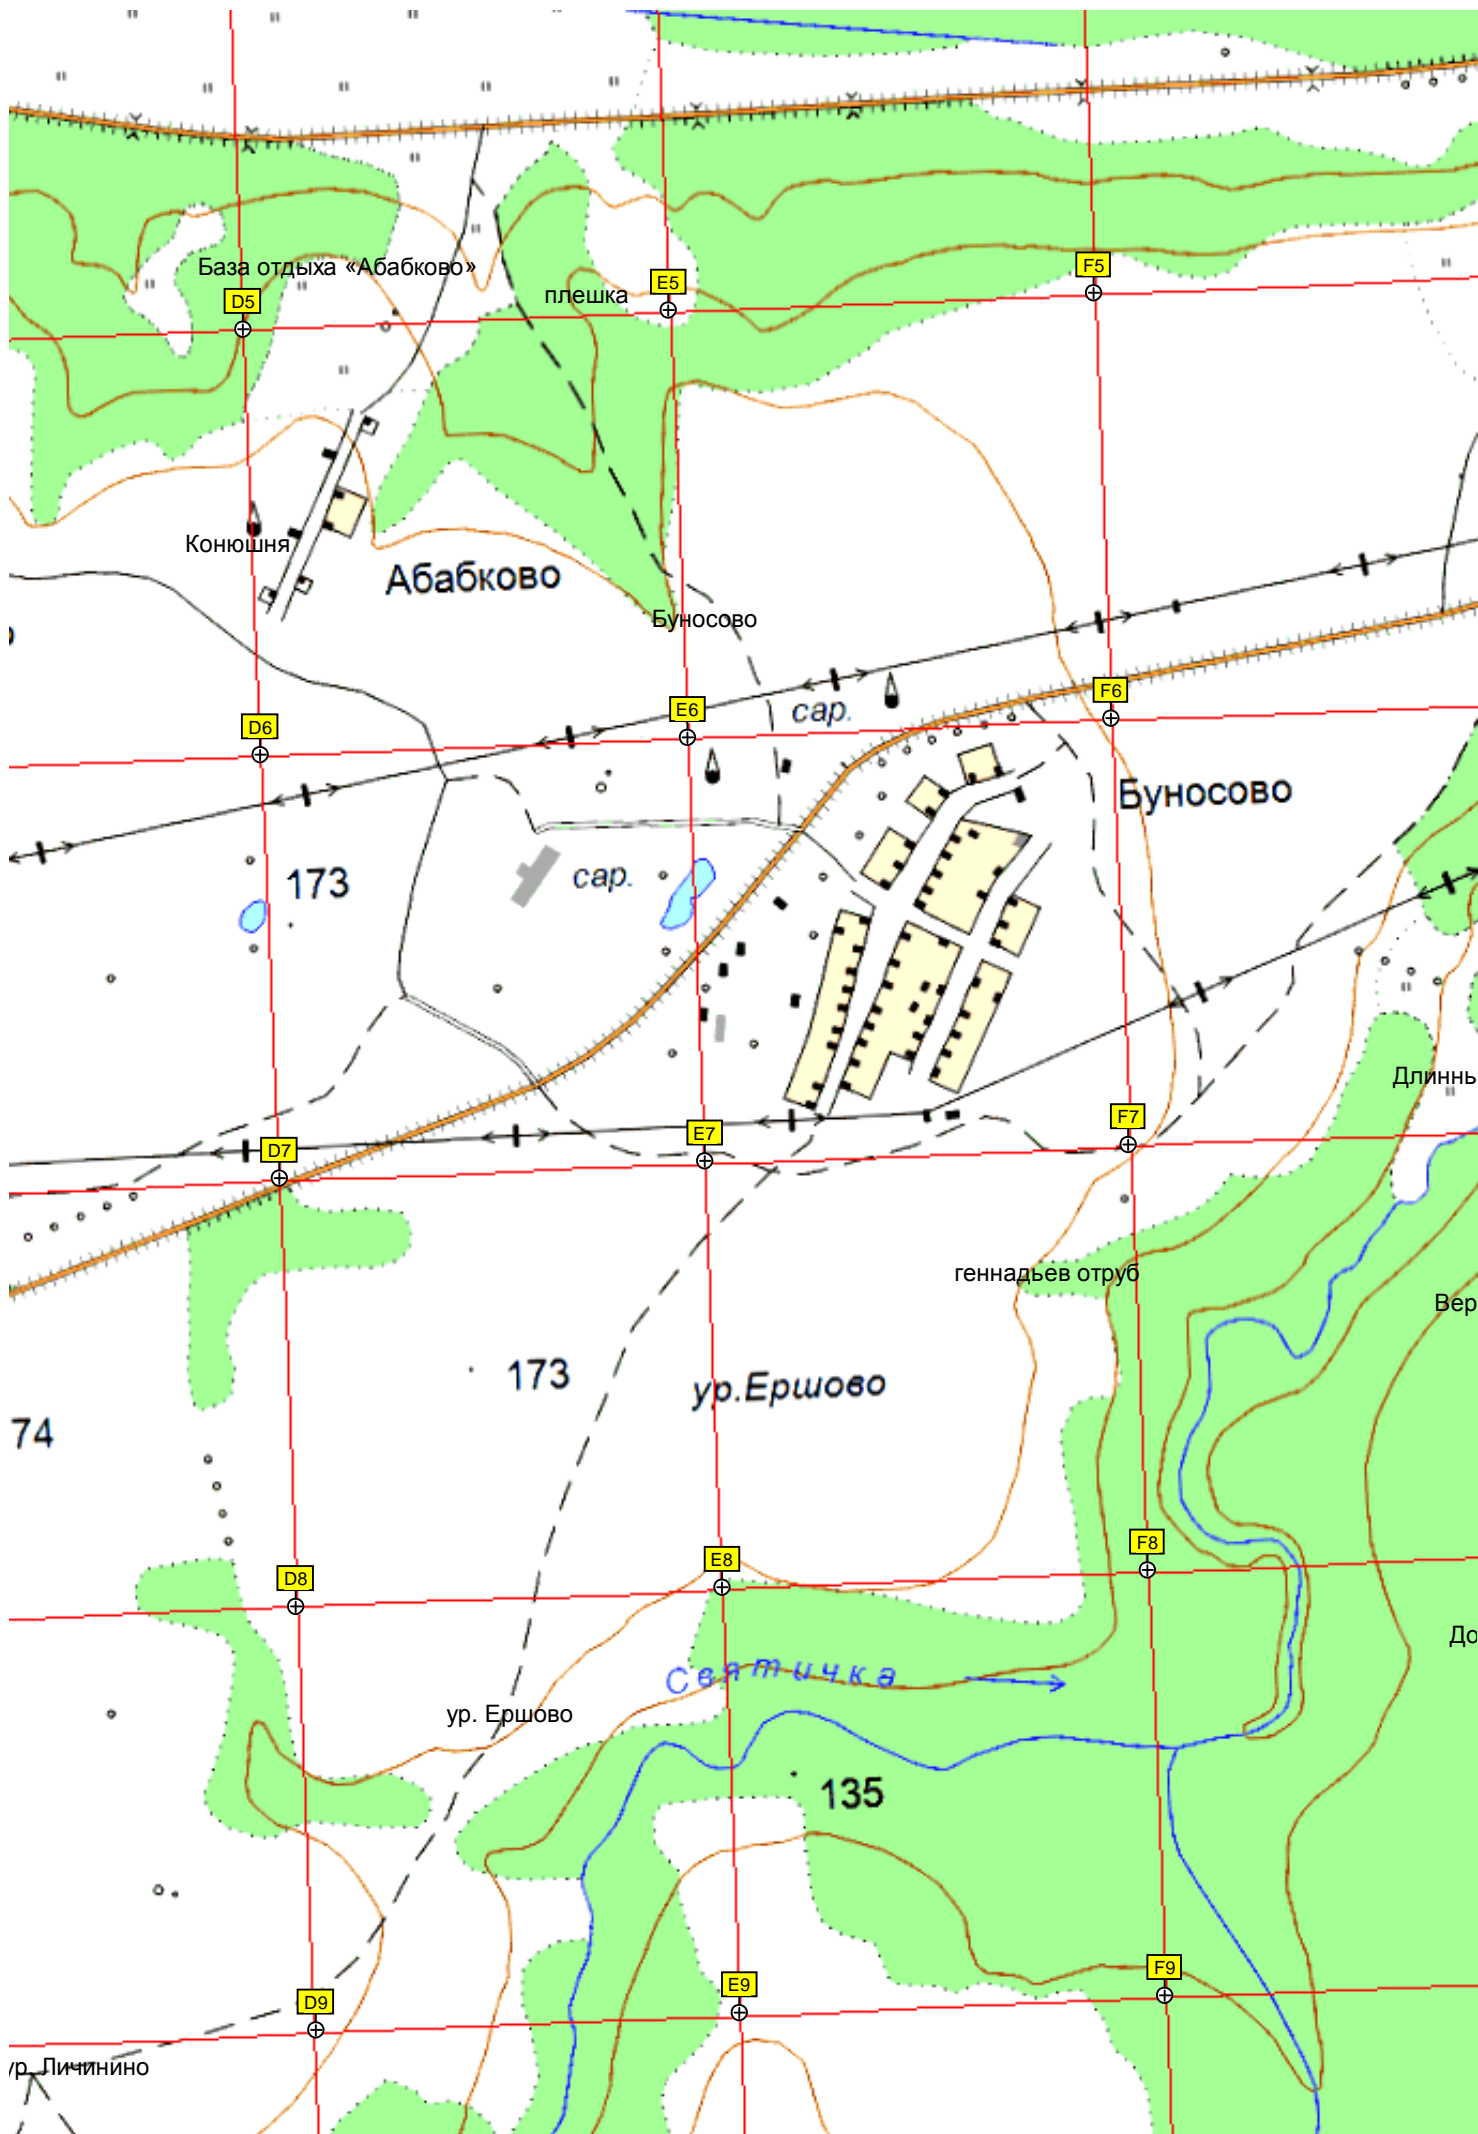 База отдыха «Абабково»
F5
E5
плешка
D5
Конюшня
Абабково
Буносово
F6
E6
сар.
D6
Буносово
173
сар.
Длиннь
F7
E7
D7
геннадьев отруб
Вер
173
ур.Ершово
74
F8
E8
D8
До
Святичка
ур. Ершово
135
F9
E9
D9
ур. Личинино